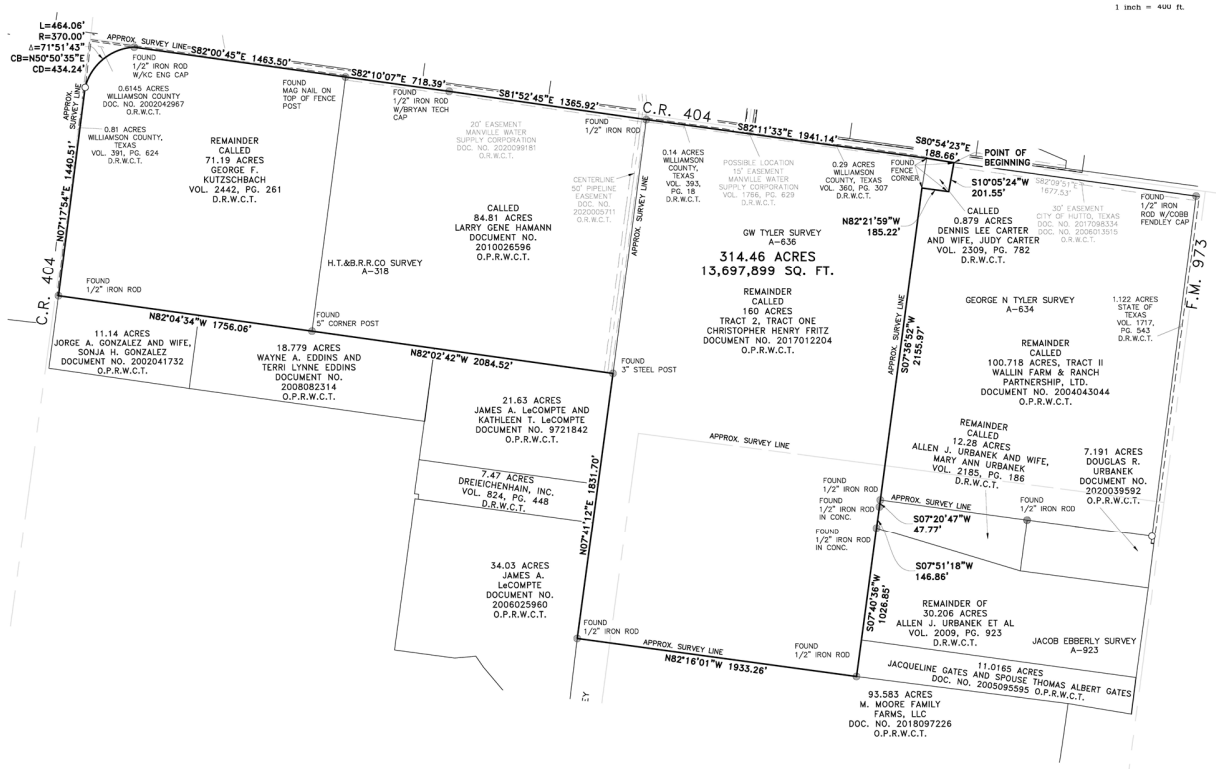 1 inch = 400 ft.
L=464.06'
R=370.00'
Δ=71°51'43"
CB=N50°50'35"E
CD=434.24'
APPROX. SURVEY LINE
S82°00'45"E 1463.50'
FOUND
1/2" IRON ROD
W/KC ENG CAP
0.6145 ACRES
WILLIAMSON COUNTY
DOC. NO. 2002042967
O.R.W.C.T.
APPROX.
SURVEY LINE
0.81 ACRES
WILLIAMSON COUNTY,
TEXAS
VOL. 391, PG. 624
D.R.W.C.T.
N07°17'54"E 1440.51'
C.R. 404
REMAINDER
CALLED
71.19 ACRES
GEORGE F.
KUTZSCHBACH
VOL. 2442, PG. 261
D.R.W.C.T.
FOUND
MAG NAIL ON
TOP OF FENCE
POST
S82°10'07"E 718.39'
FOUND
1/2" IRON ROD
W/BRYAN TECH
CAP
S81°52'45"E 1365.92'
20' EASEMENT
MANVILLE WATER
SUPPLY CORPORATION
DOC. NO. 2020099181
O.R.W.C.T.
CENTERLINE
50' PIPELINE
EASEMENT
DOC. NO.
2020005711
O.R.W.C.T.
CALLED
84.81 ACRES
LARRY GENE HAMANN
DOCUMENT NO.
2010026596
O.P.R.W.C.T.
H.T.&B.R.R.CO SURVEY
A-318
FOUND
1/2" IRON ROD
C.R. 404
APPROX. SURVEY LINE
S82°11'33"E 1941.14'
0.14 ACRES
WILLIAMSON
COUNTY,
TEXAS
VOL. 393,
PG. 18
D.R.W.C.T.
POSSIBLE LOCATION
15' EASEMENT
MANVILLE WATER
SUPPLY CORPORATION
VOL. 1766, PG. 629
D.R.W.C.T.
0.29 ACRES
WILLIAMSON
COUNTY, TEXAS
VOL. 360, PG. 307
D.R.W.C.T.
FOUND
FENCE
CORNER
S80°54'23"E
188.66'
POINT OF
BEGINNING
S10°05'24"W
201.55'
S82°09'51"E
1677.53'
N82°21'59"W
185.22'
CALLED
0.879 ACRES
DENNIS LEE CARTER
AND WIFE, JUDY CARTER
VOL. 2309, PG. 782
D.R.W.C.T.
30' EASEMENT
CITY OF HUTTO, TEXAS
DOC. NO. 2017098334
DOC. NO. 2006013515
O.R.W.C.T.
FOUND
1/2" IRON
ROD W/COBB
FENDLEY CAP
F.M. 973
GW TYLER SURVEY
A-636
314.46 ACRES
13,697,899 SQ. FT.
REMAINDER
CALLED
160 ACRES
TRACT 2, TRACT ONE
CHRISTOPHER HENRY FRITZ
DOCUMENT NO. 2017012204
O.P.R.W.C.T.
APPROX. SURVEY LINE
S07°36'52"W
2155.97'
GEORGE N TYLER SURVEY
A-634
1.122 ACRES
STATE OF
TEXAS
VOL. 1717,
PG. 543
D.R.W.C.T.
REMAINDER
CALLED
100.718 ACRES, TRACT II
WALLIN FARM & RANCH
PARTNERSHIP, LTD.
DOCUMENT NO. 2004043044
O.P.R.W.C.T.
FOUND
1/2" IRON ROD
N82°04'34"W 1756.06'
FOUND
5" CORNER POST
11.14 ACRES
JORGE A. GONZALEZ AND WIFE,
SONJA H. GONZALEZ
DOCUMENT NO. 2002041732
O.P.R.W.C.T.
18.779 ACRES
WAYNE A. EDDINS AND
TERRI LYNNE EDDINS
DOCUMENT NO.
2008082314
O.P.R.W.C.T.
N82°02'42"W 2084.52'
FOUND
3" STEEL POST
21.63 ACRES
JAMES A. LeCOMPTE AND
KATHLEEN T. LeCOMPTE
DOCUMENT NO. 9721842
O.P.R.W.C.T.
7.47 ACRES
DREIEICHENHAIN, INC.
VOL. 824, PG. 448
D.R.W.C.T.
N07°41'12"E 1831.70'
34.03 ACRES
JAMES A.
LeCOMPTE
DOCUMENT NO.
2006025960
O.P.R.W.C.T.
APPROX. SURVEY LINE
REMAINDER
CALLED
12.28 ACRES
ALLEN J. URBANEK AND WIFE,
MARY ANN URBANEK
VOL. 2185, PG. 186
D.R.W.C.T.
7.191 ACRES
DOUGLAS R.
URBANEK
DOCUMENT NO.
2020039592
O.P.R.W.C.T.
FOUND
1/2" IRON ROD
FOUND
1/2" IRON ROD
IN CONC.
FOUND
1/2" IRON ROD
IN CONC.
APPROX. SURVEY LINE
FOUND
1/2" IRON ROD
S07°20'47"W
47.77'
S07°51'18"W
146.86'
S07°40'36"W
1026.85'
REMAINDER OF
30.206 ACRES
ALLEN J. URBANEK ET AL
VOL. 2009, PG. 923
D.R.W.C.T.
JACOB EBBERLY SURVEY
A-923
FOUND
1/2" IRON ROD
APPROX. SURVEY LINE
N82°16'01"W 1933.26'
FOUND
1/2" IRON ROD
11.0165 ACRES
JACQUELINE GATES AND SPOUSE THOMAS ALBERT GATES
DOC. NO. 2005095595 O.P.R.W.C.T.
93.583 ACRES
M. MOORE FAMILY
FARMS, LLC
DOC. NO. 2018097226
O.P.R.W.C.T.
EY